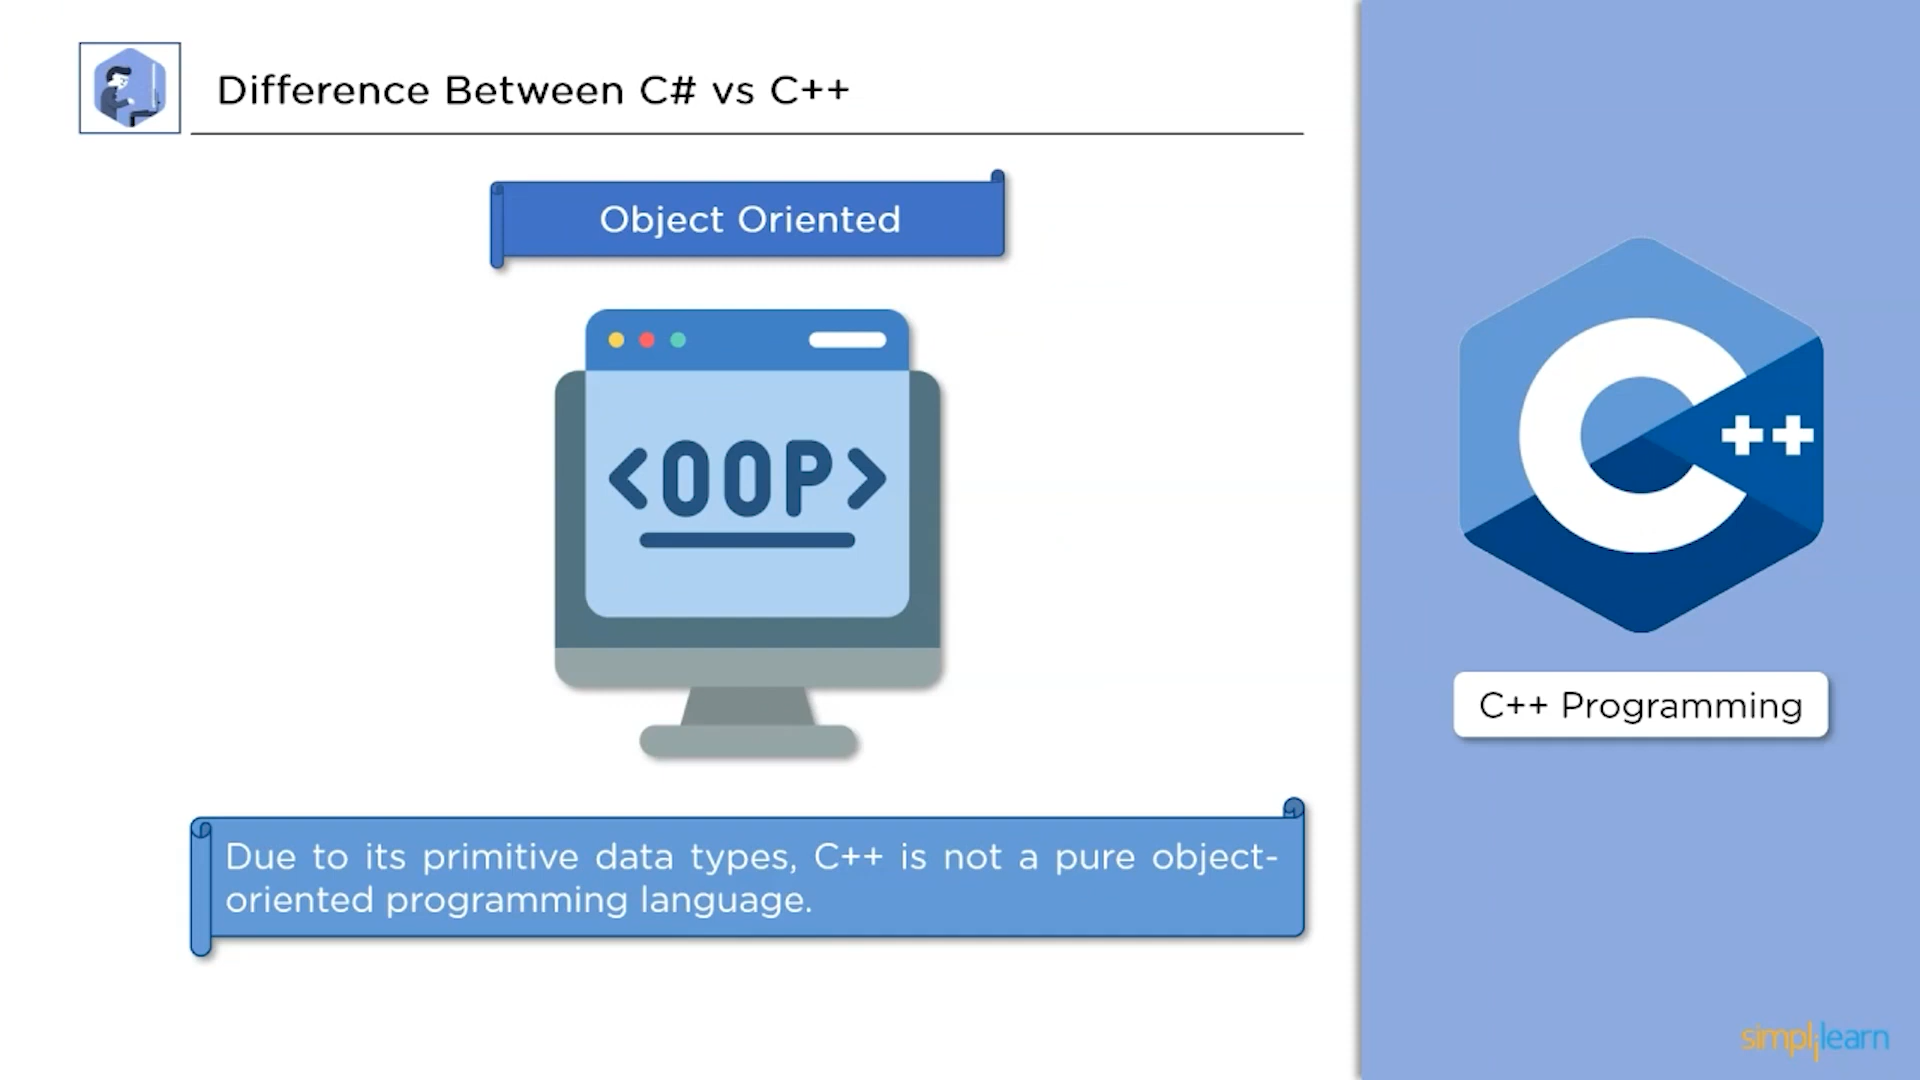 Difference Between C# vs C++
Object Oriented
<OOP>
C++
C++ Programming
Due to its primitive data types, C++ is not a pure object-
oriented programming language.
simplilearn